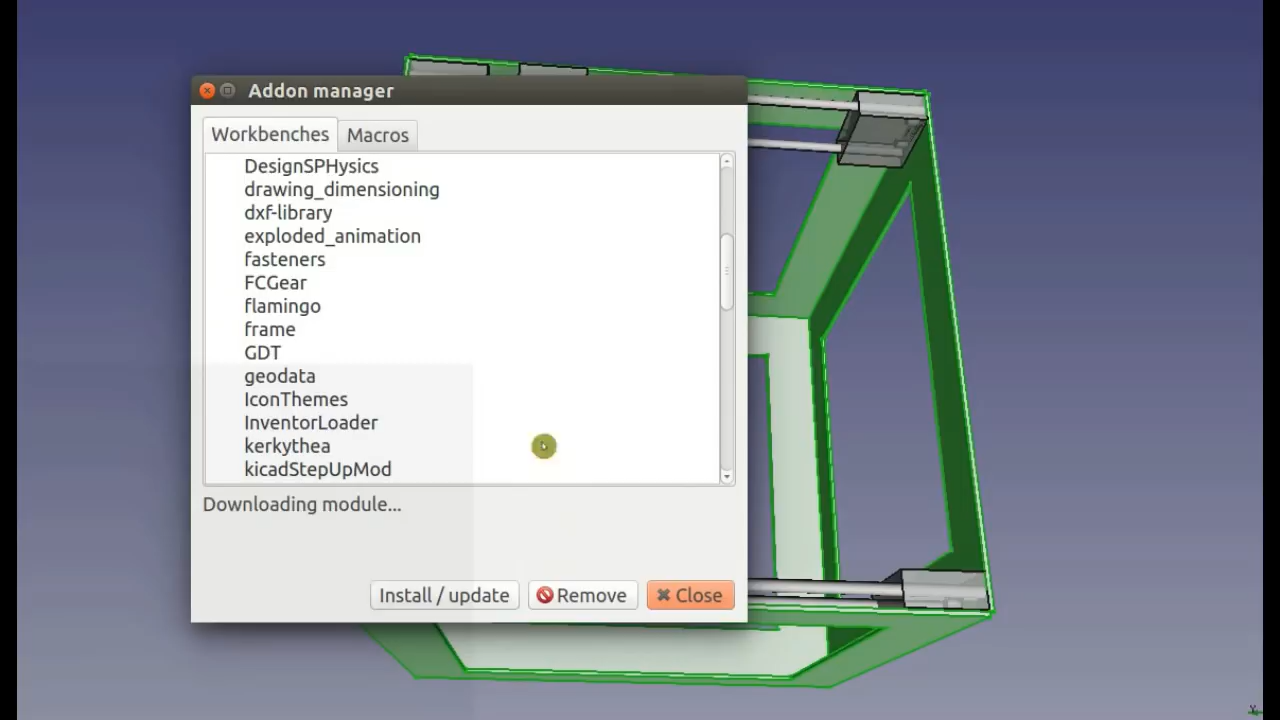 Addon manager
Workbenches
Macros
DesignSPHysics
drawing_dimensioning
dxf-library
exploded_animation
fasteners
FCGear
flamingo
frame
GDT
geodata
IconThemes
InventorLoader
kerkythea
kicadStepUpMod
Downloading module...
Install / update
Remove
Close
Y